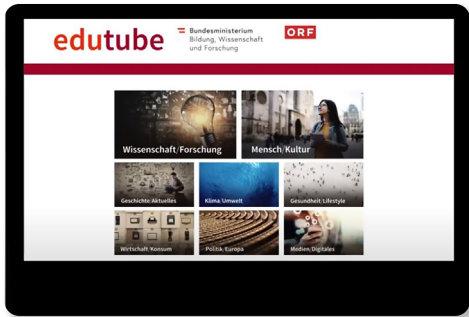 edutube
Bundesministerium
Bildung, Wissenschaft
und Forschung
ORF
Wissenschaft/Forschung
Mensch/Kultur
Geschichte/Aktuelles
Klima/Umwelt
Gesundheit/Lifestyle
Wirtschaft/Konsum
Politik/Europa
Medien/Digitales